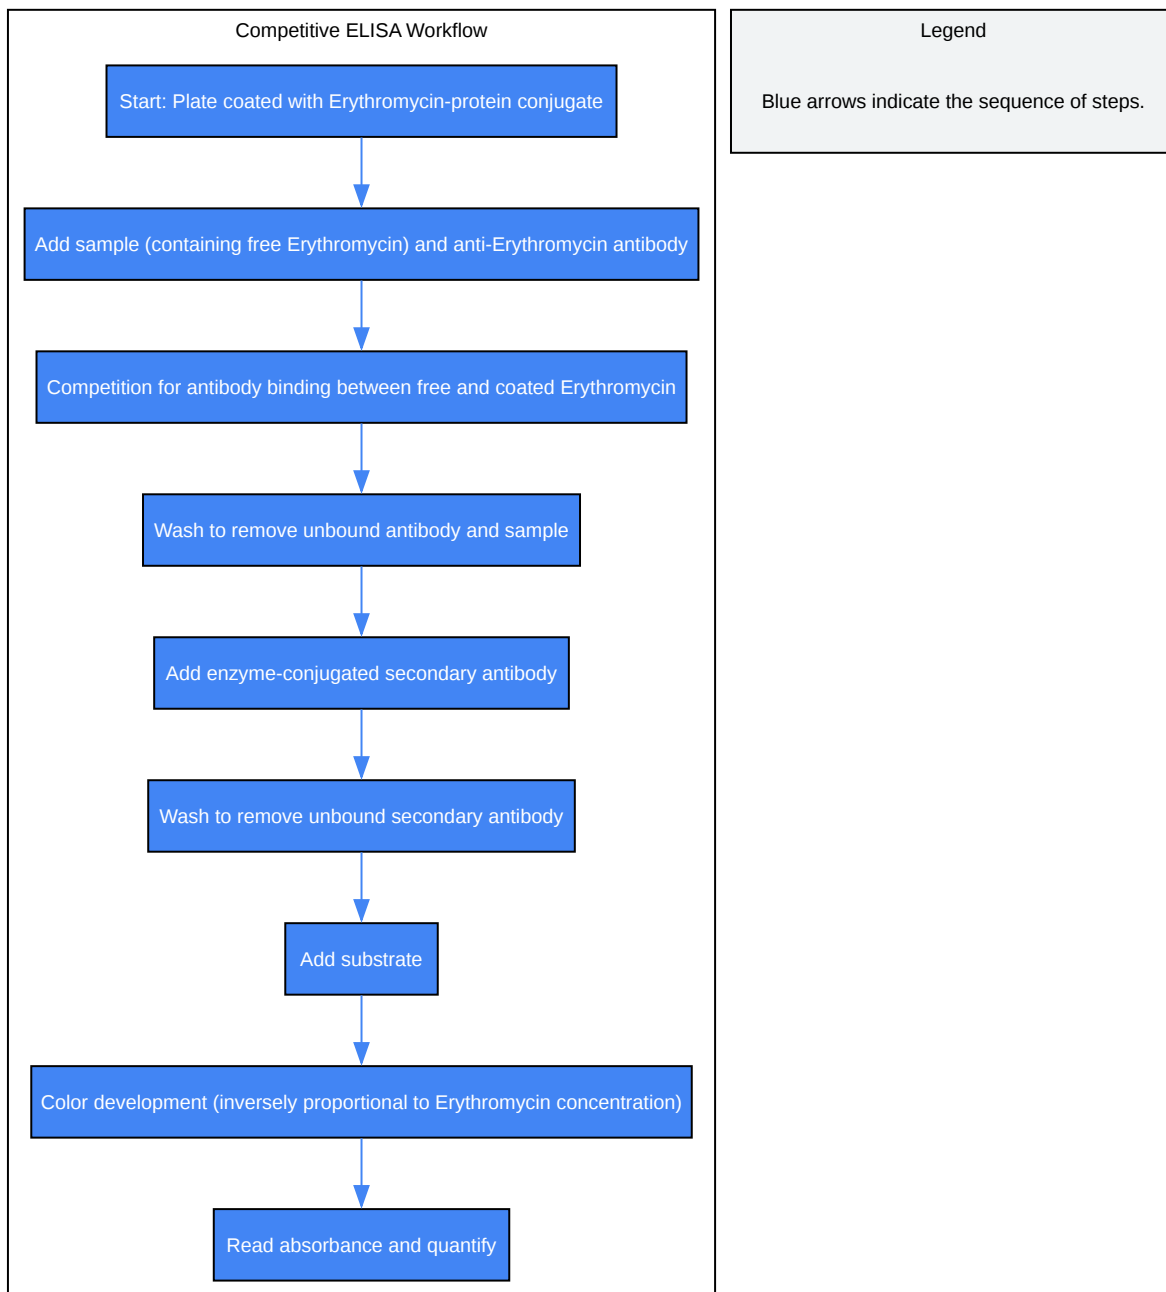 Competitive ELISA Workflow
Start: Plate coated with Erythromycin-protein conjugate
Add sample (containing free Erythromycin) and anti-Erythromycin antibody
Competition for antibody binding between free and coated Erythromycin
Wash to remove unbound antibody and sample
Add enzyme-conjugated secondary antibody
Wash to remove unbound secondary antibody
Add substrate
Color development (inversely proportional to Erythromycin concentration)
Read absorbance and quantify
Legend
Blue arrows indicate the sequence of steps.